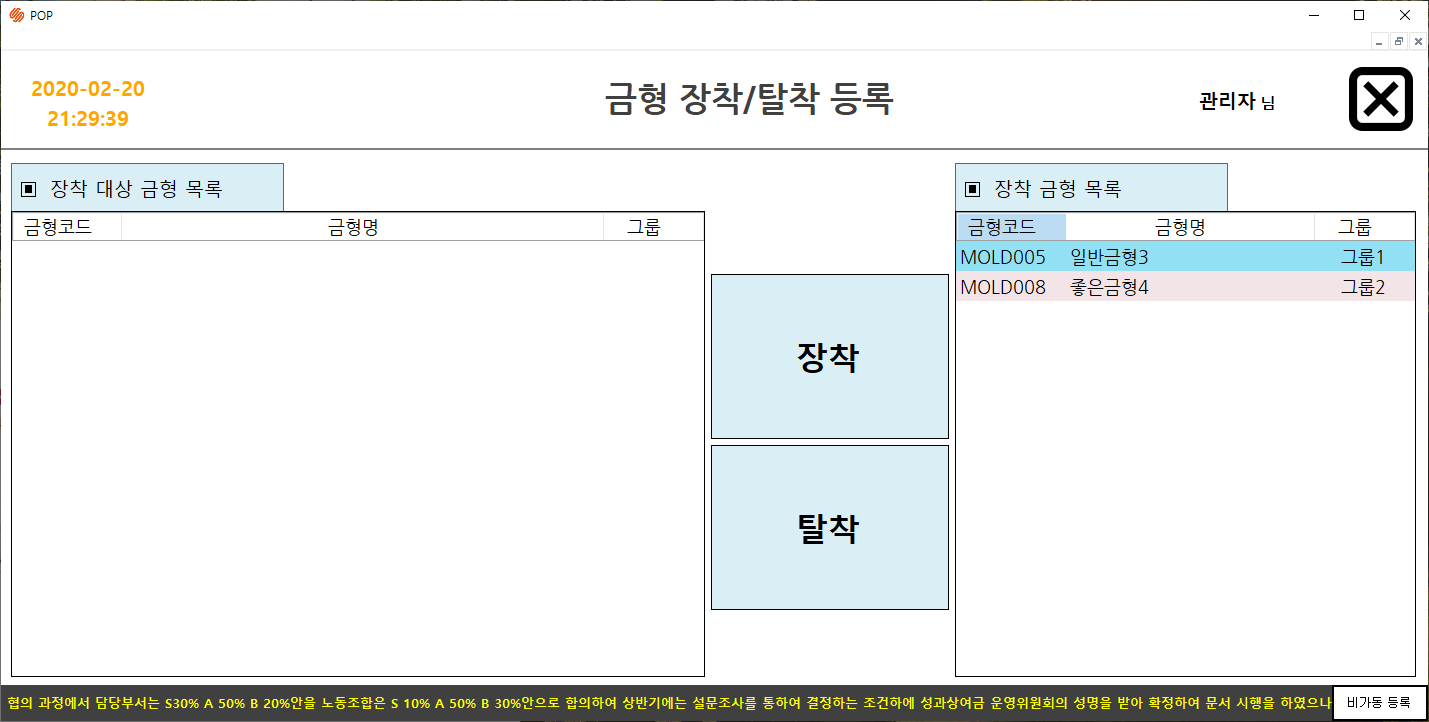 POP
2020-02-20
21:29:39
금형 장착/탈착 등록
관리자 님
장착 대상 금형 목록
금형코드 금형명 그룹
장착
탈착
장착 금형 목록
금형코드 금형명 그룹
MOLD005 일반금형3 그룹1
MOLD008 좋은금형4 그룹2
협의 과정에서 담당부서는 S30% A 50% B 20%안을 노동조합은 S 10% A 50% B 30%안으로 합의하여 상반기에는 설문조사를 통하여 결정하는 조건하에 성과상여금 운영위원회의 성명을 받아 확정하여 문서 시행을 하였으나
비가동 등록